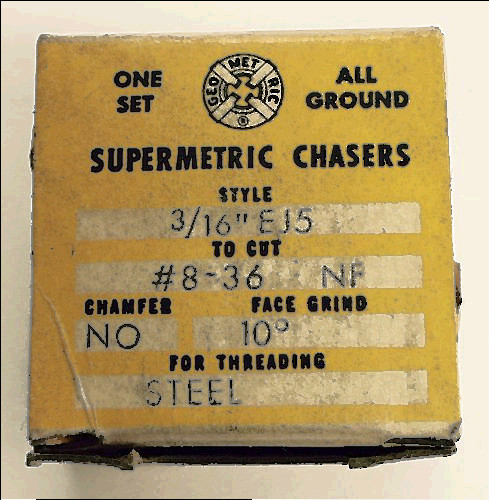 ONE SET
GEO MET RIC
®
ALL GROUND
SUPERMETRIC CHASERS
STYLE
3/16" EJ5
TO CUT
#8-36 NF
CHAMFER FACE GRIND
NO 10°
FOR THREADING
STEEL